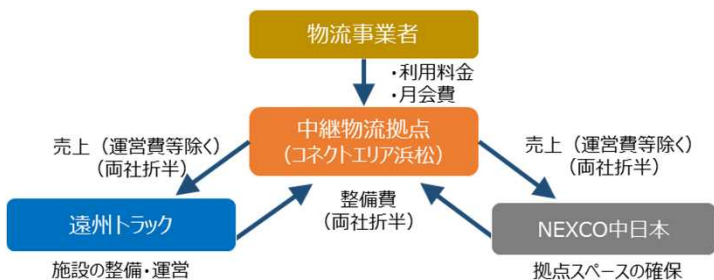 物流事業者
・利用料金
・月会費
中継物流拠点
(コネクトエリア浜松)
売上（運営費等除く）
(両社折半)
売上（運営費等除く）
(両社折半)
整備費
(両社折半)
遠州トラック
NEXCO中日本
施設の整備・運営
拠点スペースの確保